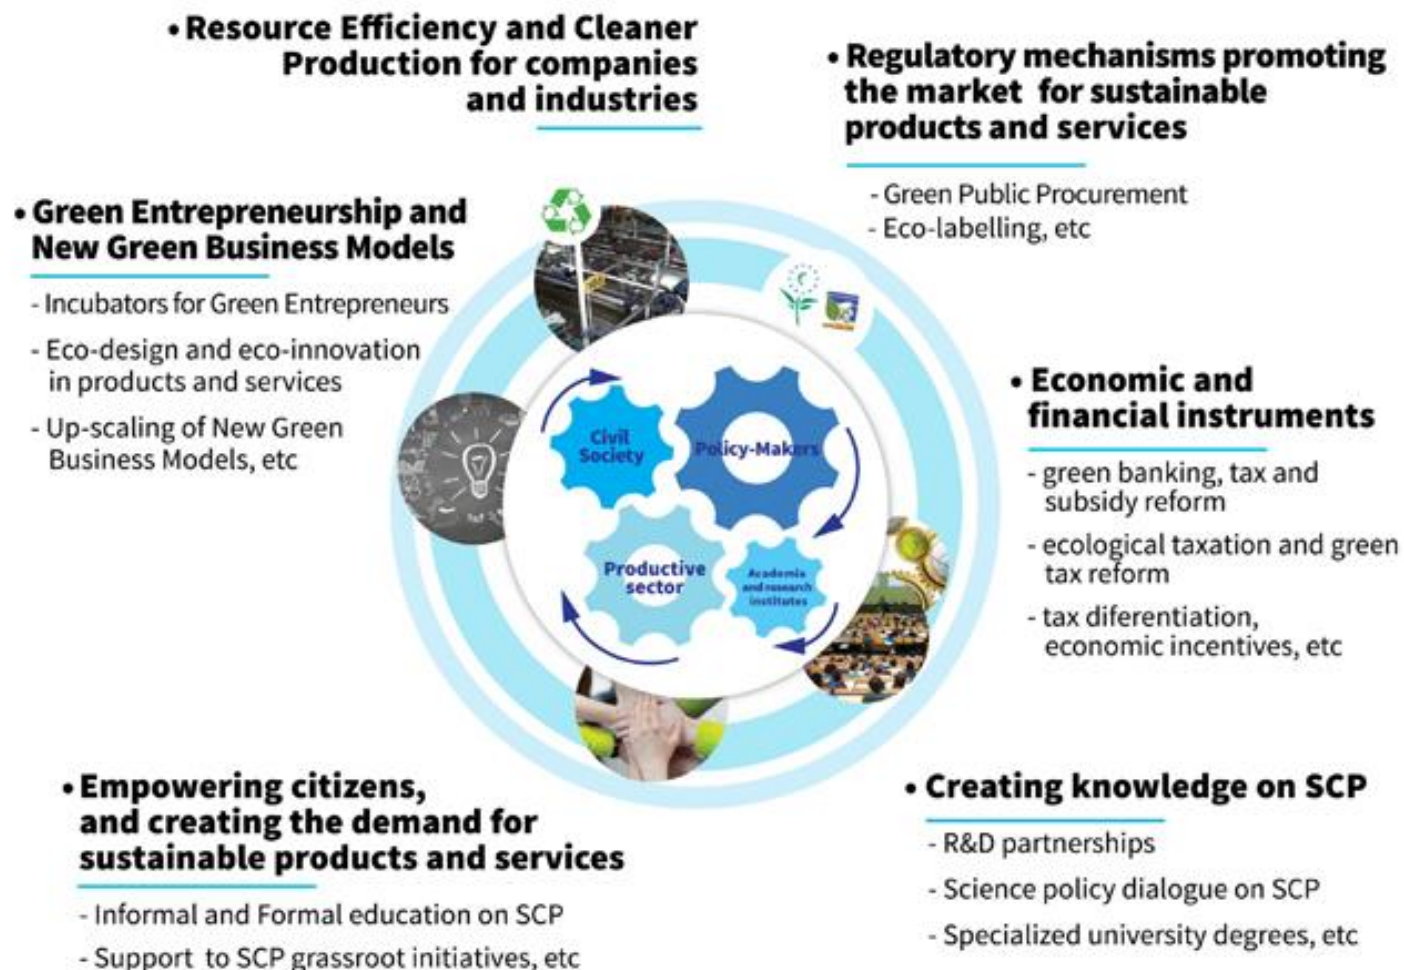 • Resource Efficiency and Cleaner
Production for companies
and industries
• Regulatory mechanisms promoting
the market for sustainable
products and services
- Green Public Procurement
- Eco-labelling, etc
• Green Entrepreneurship and
New Green Business Models
- Incubators for Green Entrepreneurs
- Eco-design and eco-innovation
in products and services
- Up-scaling of New Green
Business Models, etc
• Economic and
financial instruments
- green banking, tax and
subsidy reform
- ecological taxation and green
tax reform
- tax diferentiation,
economic incentives, etc
Civil
Society
Policy-Makers
Productive
sector
Academia
and research
institutes
• Empowering citizens,
and creating the demand for
sustainable products and services
- Informal and Formal education on SCP
- Support to SCP grassroot initiatives, etc
• Creating knowledge on SCP
- R&D partnerships
- Science policy dialogue on SCP
- Specialized university degrees, etc